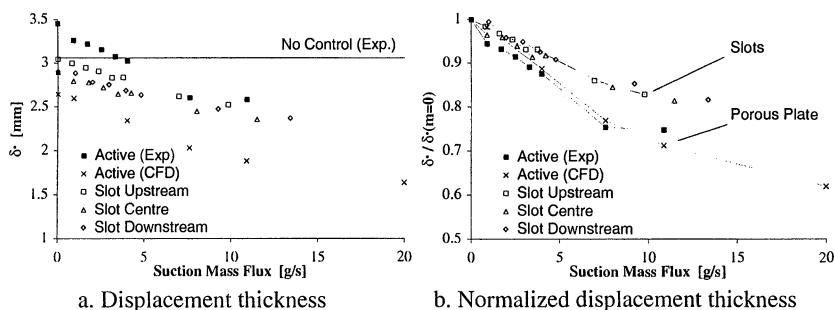 3.5
3
2.5
2
1.5
1
δ* [mm]
No Control (Exp.)
Active (Exp)
Active (CFD)
Slot Upstream
Slot Centre
Slot Downstream
0 5 10 15 20
Suction Mass Flux [g/s]
a. Displacement thickness
1
0.9
0.8
0.7
0.6
0.5
δ* / δ*(m=0)
Slots
Porous Plate
Active (Exp)
Active (CFD)
Slot Upstream
Slot Centre
Slot Downstream
0 5 10 15 20
Suction Mass Flux [g/s]
b. Normalized displacement thickness